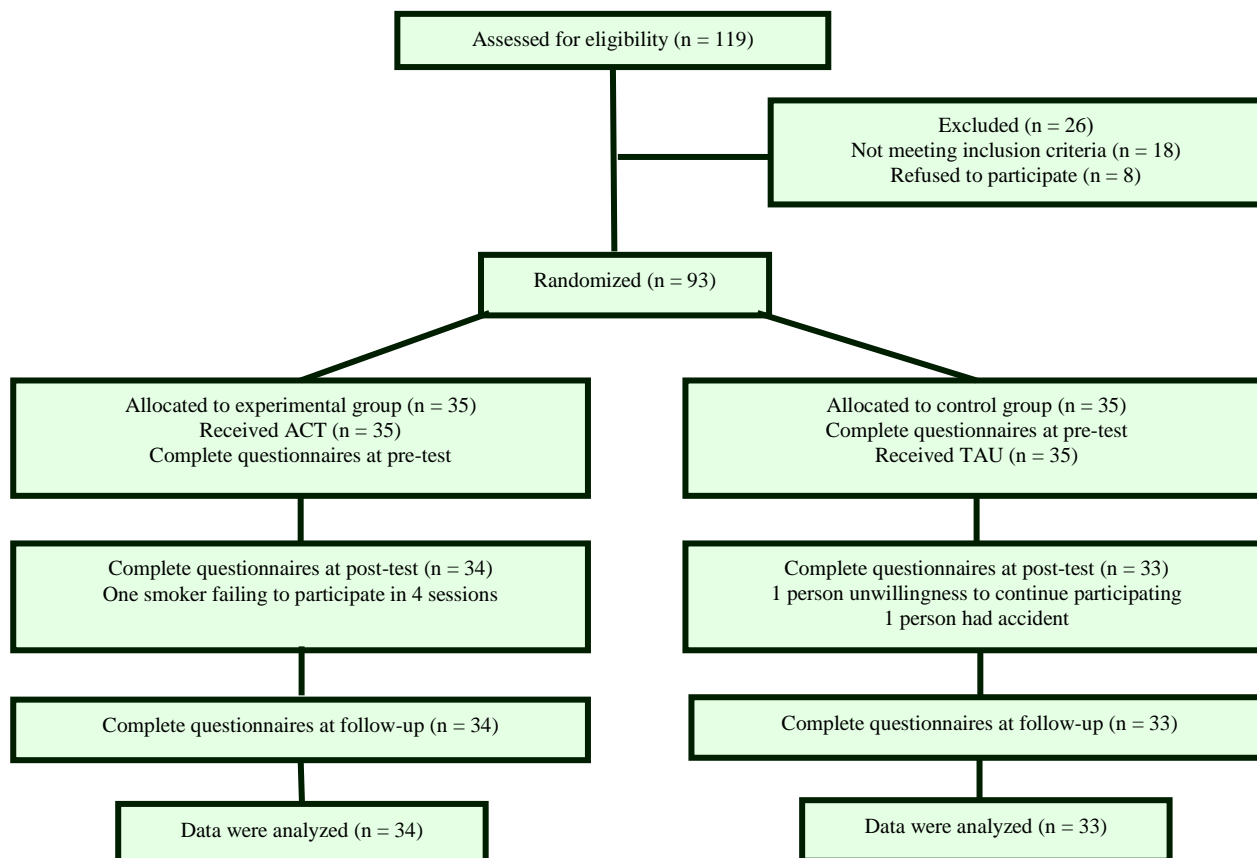 Assessed for eligibility (n = 119)
Excluded (n = 26)
Not meeting inclusion criteria (n = 18)
Refused to participate (n = 8)
Randomized (n = 93)
Allocated to experimental group (n = 35)
Received ACT (n = 35)
Complete questionnaires at pre-test
Allocated to control group (n = 35)
Complete questionnaires at pre-test
Received TAU (n = 35)
Complete questionnaires at post-test (n = 34)
One smoker failing to participate in 4 sessions
Complete questionnaires at post-test (n = 33)
1 person unwillingness to continue participating
1 person had accident
Complete questionnaires at follow-up (n = 34)
Complete questionnaires at follow-up (n = 33)
Data were analyzed (n = 34)
Data were analyzed (n = 33)